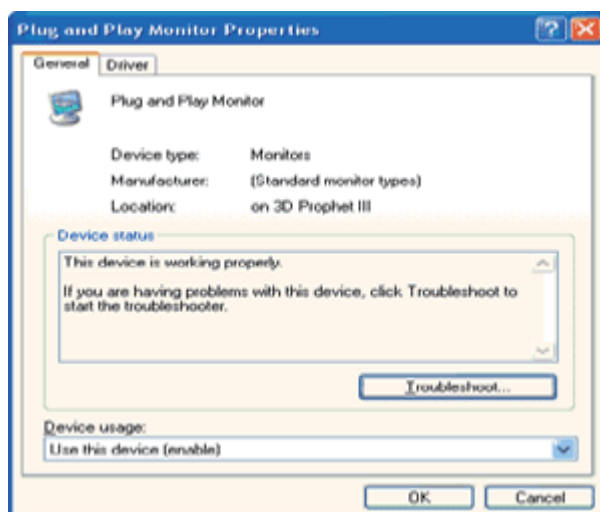 Plug and Play Monitor Properties
General
Driver
Plug and Play Monitor
Device type: Monitors
Manufacturer: (Standard monitor types)
Location: on 3D Prophet III
Device status
This device is working properly.
If you are having problems with this device, click Troubleshoot to
start the troubleshooter.
Troubleshoot...
Device usage:
Use this device (enable)
OK
Cancel